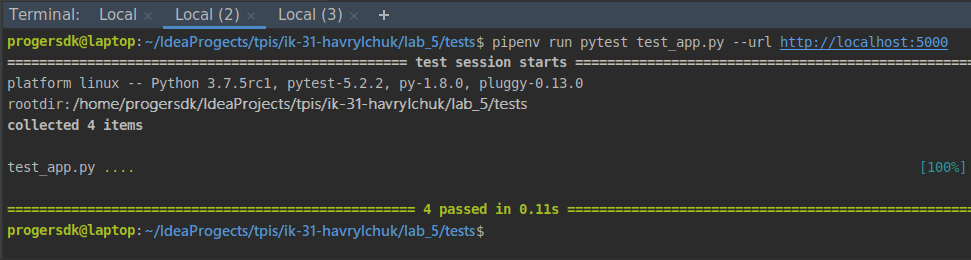 Terminal: Local × Local (2) × Local (3) × +
progersdk@laptop:~/IdeaProgects/tpis/ik-31-havrylchuk/lab_5/tests$ pipenv run pytest test_app.py --url http://localhost:5000
================================================== test session starts ==================================================
platform linux -- Python 3.7.5rc1, pytest-5.2.2, py-1.8.0, pluggy-0.13.0
rootdir: /home/progersdk/IdeaProjects/tpis/ik-31-havrylchuk/lab_5/tests
collected 4 items
test_app.py .... [100%]
=================================================== 4 passed in 0.11s ===================================================
progersdk@laptop:~/IdeaProgects/tpis/ik-31-havrylchuk/lab_5/tests$